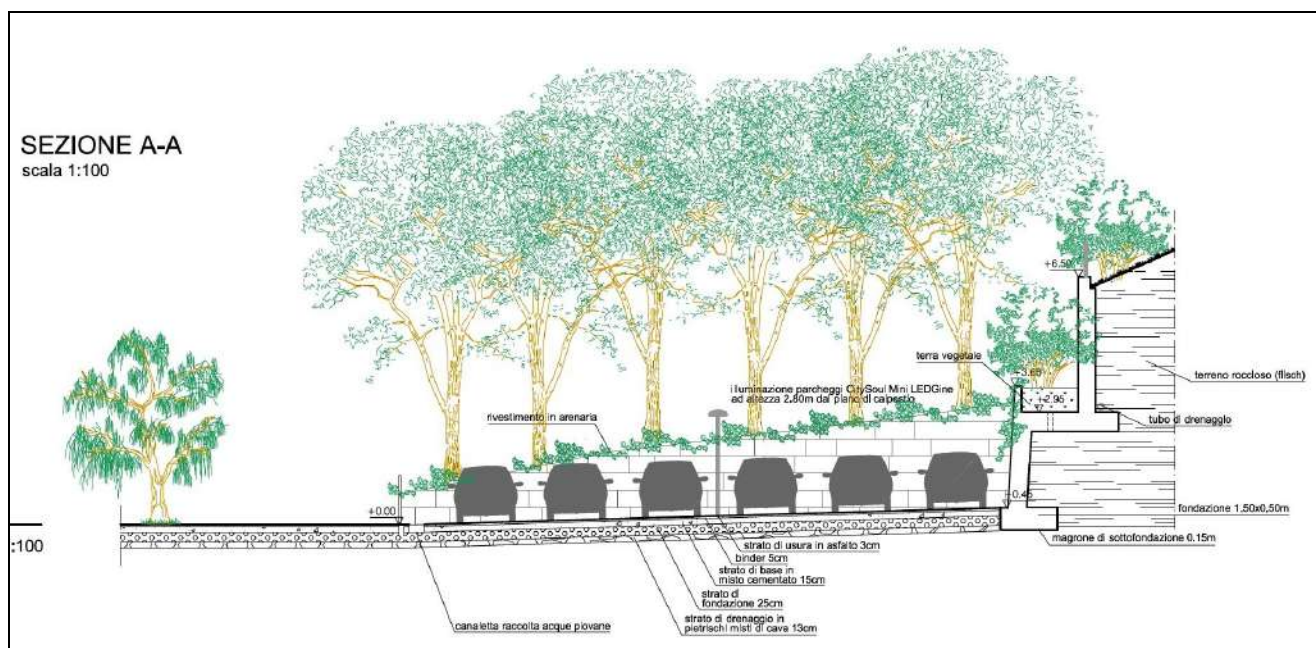 SEZIONE A-A
scala 1:100
+6.50
terra vegetale
+3.65
terreno roccioso (flisch)
illuminazione parcheggi CitySoul Mini LEDGine
ad altezza 2.80m dal piano di calpestio
+2.95
rivestimento in arenaria
tubo di drenaggio
+0.45
+0.00
fondazione 1,50x0,50m
:100
strato di usura in asfalto 3cm
magrone di sottofondazione 0.15m
binder 5cm
strato di base in
misto cementato 15cm
strato di
fondazione 25cm
canaletta raccolta acque piovane
strato di drenaggio in
pietrischi misti di cava 13cm